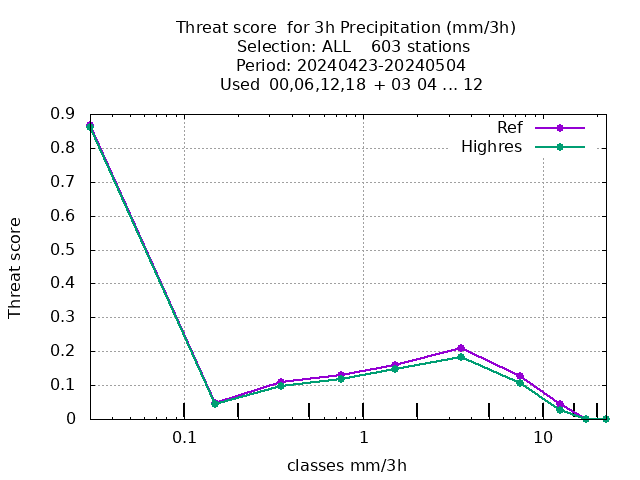 Threat score  for 3h Precipitation (mm/3h)
Selection: ALL    603 stations
Period: 20240423-20240504
Used  00,06,12,18  + 03 04 ... 12
Ref
Highres
0.9
0.8
0.7
0.6
0.5
0.4
0.3
0.2
0.1
0
Threat score
0.1
1
10
classes mm/3h